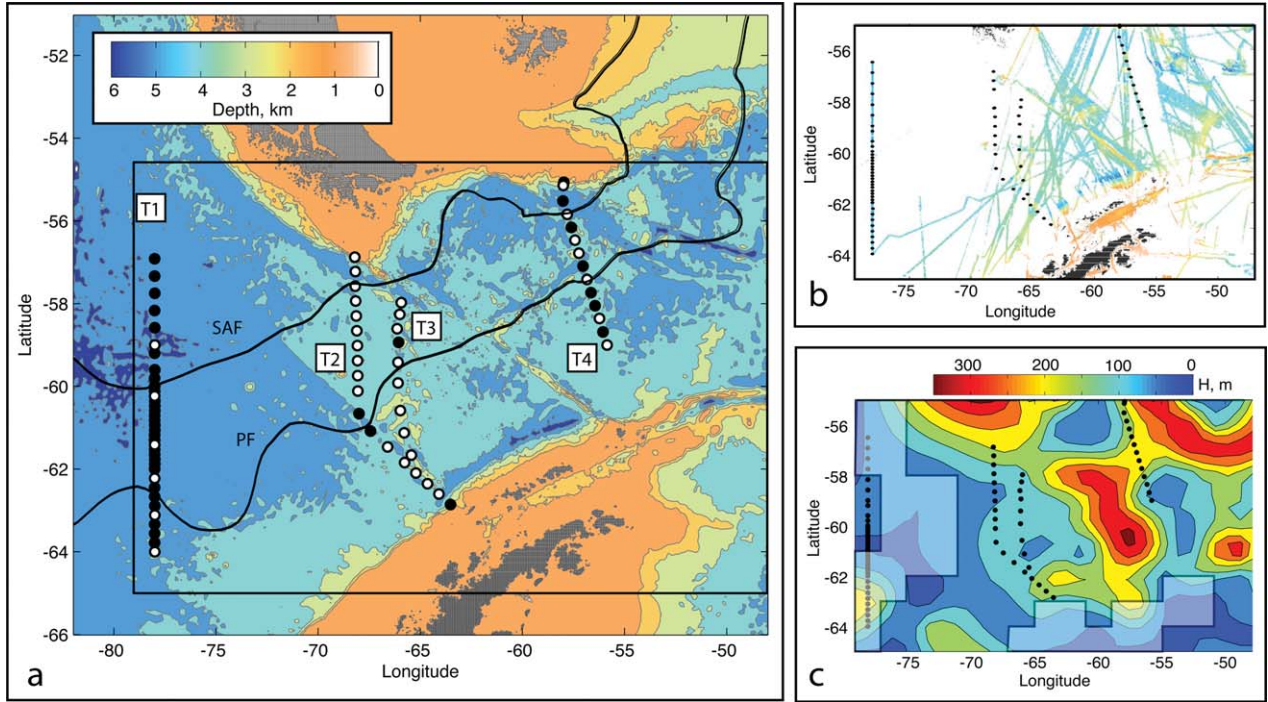 -52
-54
-56
-58
-60
-62
-64
-66
Latitude
6 5 4 3 2 1 0
Depth, km
T1
SAF
T2
T3
T4
PF
-80 -75 -70 -65 -60 -55 -50
Longitude
a
-56
-58
-60
-62
-64
Latitude
-75 -70 -65 -60 -55 -50
Longitude
b
300 200 100 0
H, m
-56
-58
-60
-62
-64
Latitude
-75 -70 -65 -60 -55 -50
Longitude
c